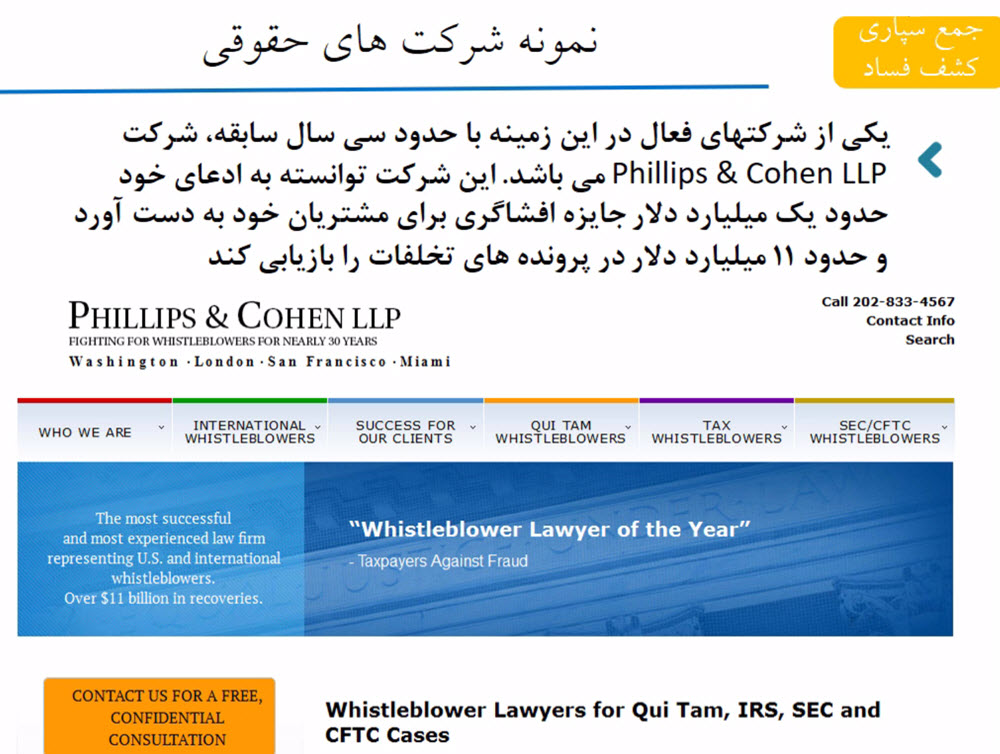 جمع سپاری
کشف فساد
نمونه شرکت های حقوقی
یکی از شرکتهای فعال در این زمینه با حدود سی سال سابقه، شرکت
Phillips & Cohen LLP می باشد. این شرکت توانسته به ادعای خود
حدود یک میلیارد دلار جایزه افشاگری برای مشتریان خود به دست آورد
و حدود ۱۱ میلیارد دلار در پرونده های تخلفات را بازیابی کند
PHILLIPS & COHEN LLP
FIGHTING FOR WHISTLEBLOWERS FOR NEARLY 30 YEARS
Washington · London · San Francisco · Miami
Call 202-833-4567
Contact Info
Search
WHO WE ARE
INTERNATIONAL
WHISTLEBLOWERS
SUCCESS FOR
OUR CLIENTS
QUI TAM
WHISTLEBLOWERS
TAX
WHISTLEBLOWERS
SEC/CFTC
WHISTLEBLOWERS
The most successful
and most experienced law firm
representing U.S. and international
whistleblowers.
Over $11 billion in recoveries.
“Whistleblower Lawyer of the Year”
- Taxpayers Against Fraud
CONTACT US FOR A FREE,
CONFIDENTIAL
CONSULTATION
Whistleblower Lawyers for Qui Tam, IRS, SEC and
CFTC Cases